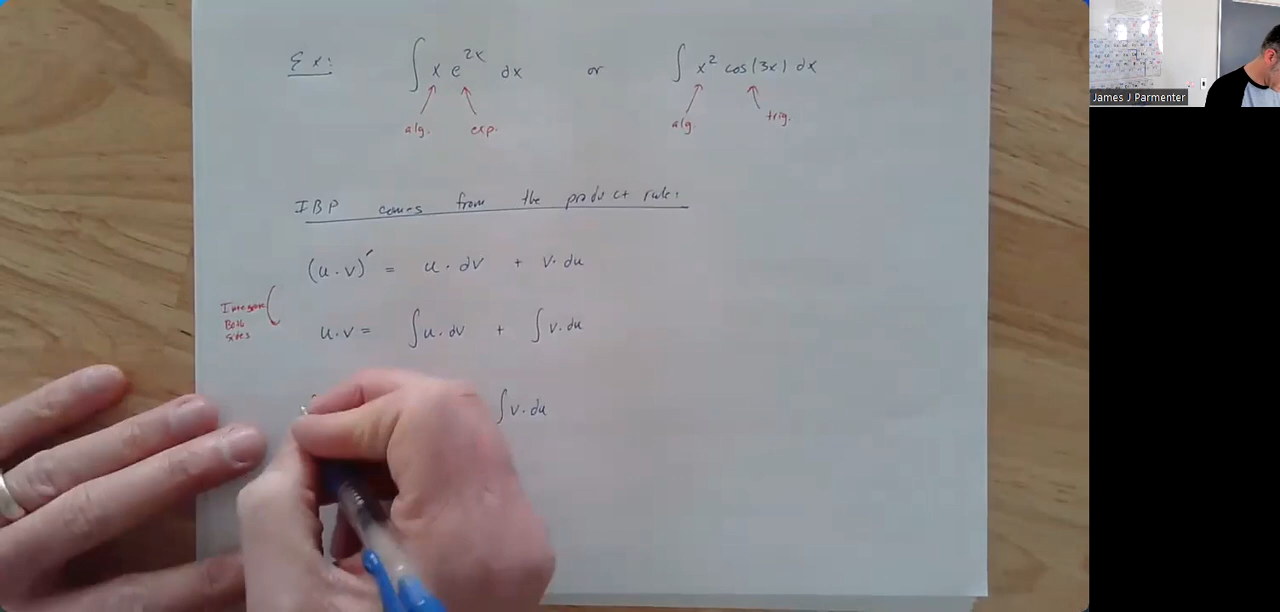 Ex: ∫ x e^{2x} dx or ∫ x² cos(3x) dx
alg. exp. alg. trig.
IBP comes from the product rule:
(u·v)' = u·dv + v·du
Integrate
Both
sides
u·v = ∫u·dv + ∫v·du
∫v·du
James J Parmenter